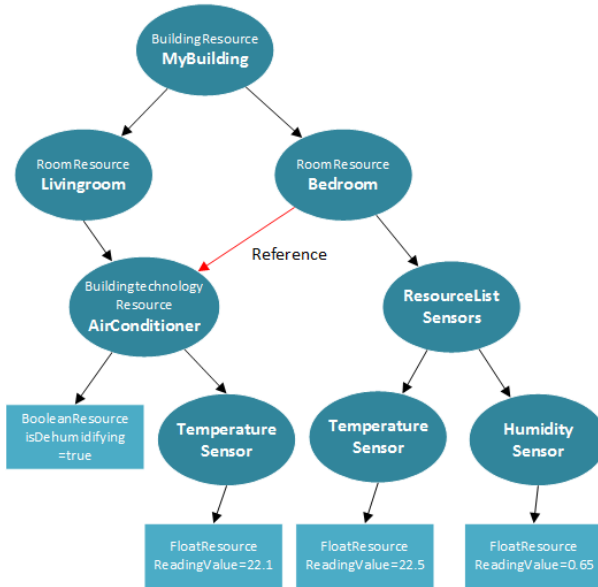 BuildingResource
MyBuilding
RoomResource
Livingroom
RoomResource
Bedroom
Reference
Buildingtechnology
Resource
AirConditioner
ResourceList
Sensors
BooleanResource
isDehumidifying
=true
Temperature
Sensor
Temperature
Sensor
Humidity
Sensor
FloatResource
ReadingValue=22.1
FloatResource
ReadingValue=22.5
FloatResource
ReadingValue=0.65